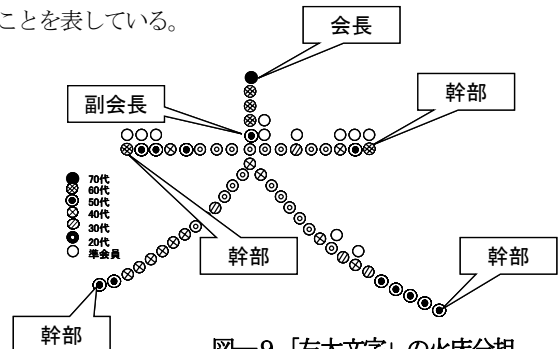 ことを表している。
会長
副会長
幹部
70代
60代
50代
40代
30代
20代
準会員
幹部
幹部
幹部
図―9「左大文字」の火床分担